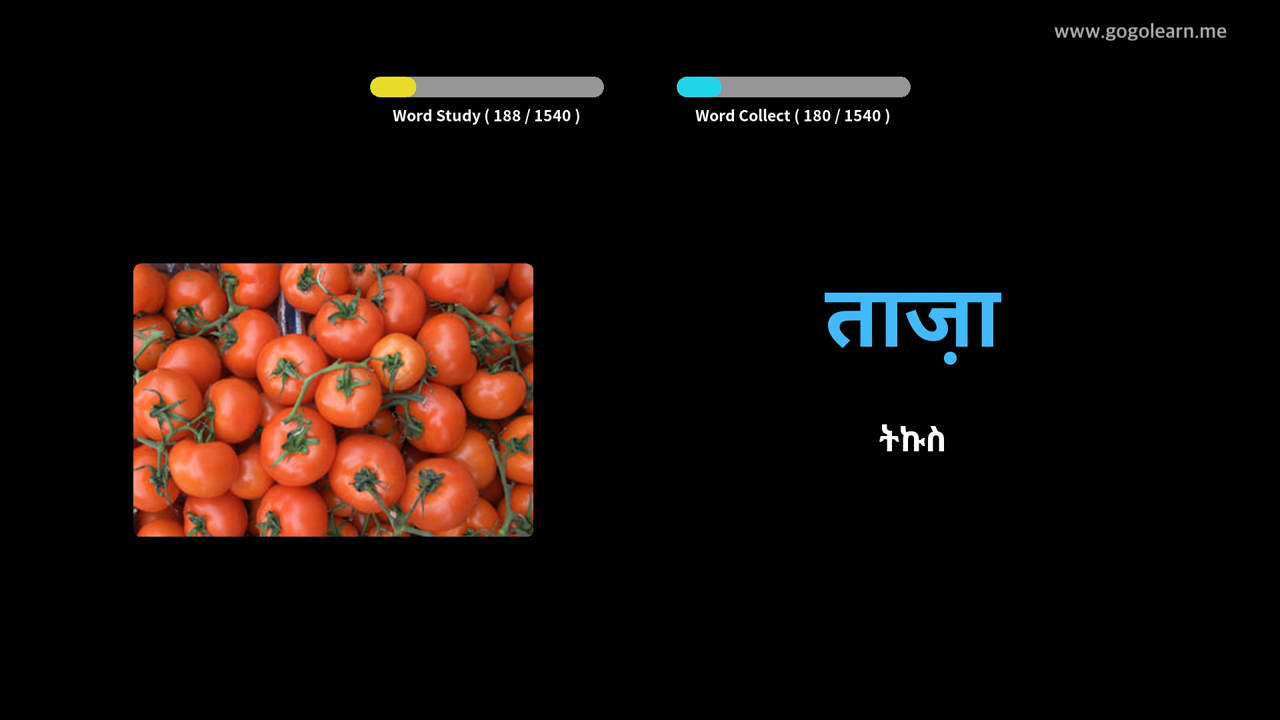 www.gogolearn.me
Word Study ( 188 / 1540 )
Word Collect ( 180 / 1540 )
ताज़ा
ትኩስ